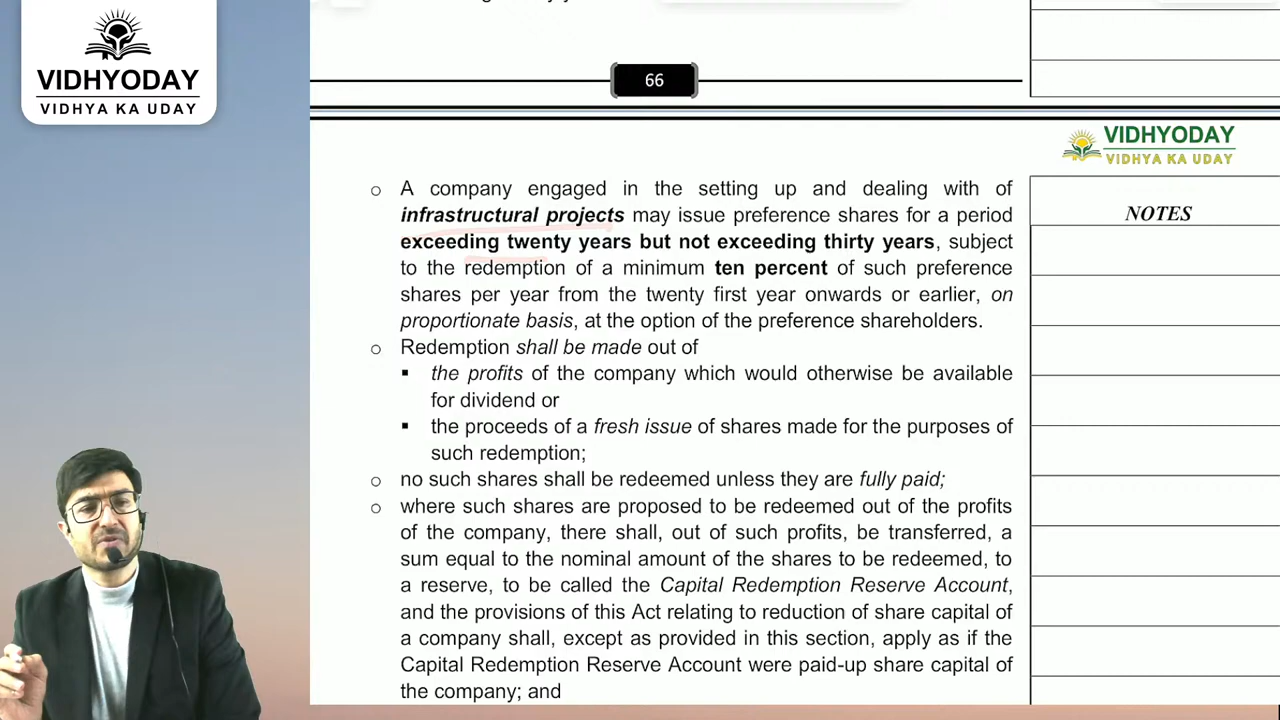 VIDHYODAY
VIDHYA KA UDAY
66
VIDHYODAY
VIDHYA KA UDAY
NOTES
o A company engaged in the setting up and dealing with of
infrastructural projects may issue preference shares for a period
exceeding twenty years but not exceeding thirty years, subject
to the redemption of a minimum ten percent of such preference
shares per year from the twenty first year onwards or earlier, on
proportionate basis, at the option of the preference shareholders.
o Redemption shall be made out of
▪ the profits of the company which would otherwise be available
for dividend or
▪ the proceeds of a fresh issue of shares made for the purposes of
such redemption;
o no such shares shall be redeemed unless they are fully paid;
o where such shares are proposed to be redeemed out of the profits
of the company, there shall, out of such profits, be transferred, a
sum equal to the nominal amount of the shares to be redeemed, to
a reserve, to be called the Capital Redemption Reserve Account,
and the provisions of this Act relating to reduction of share capital of
a company shall, except as provided in this section, apply as if the
Capital Redemption Reserve Account were paid-up share capital of
the company; and